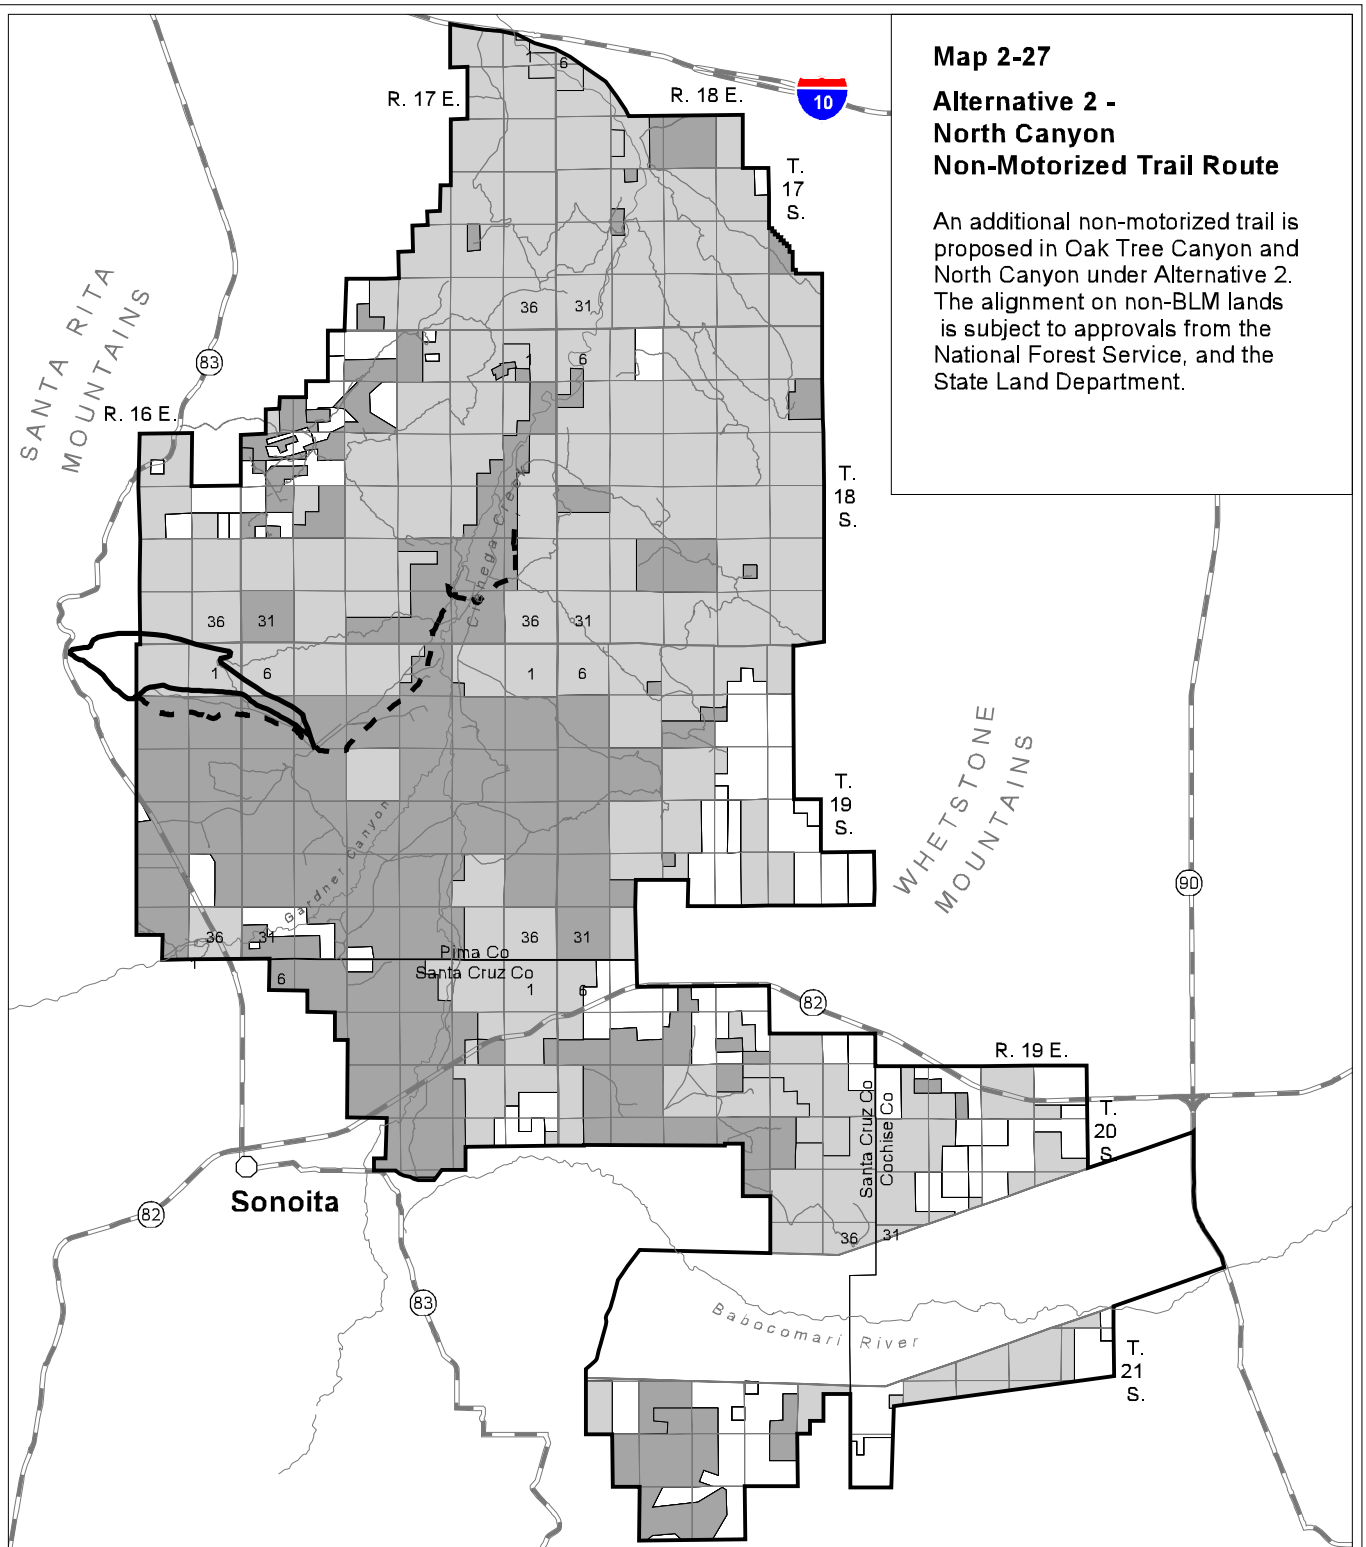 Map 2-27
Alternative 2 -
North Canyon
Non-Motorized Trail Route
An additional non-motorized trail is
proposed in Oak Tree Canyon and
North Canyon under Alternative 2.
The alignment on non-BLM lands
is subject to approvals from the
National Forest Service, and the
State Land Department.
1
6
R. 17 E.
R. 18 E.
10
T.
17
S.
SANTA RITA
MOUNTAINS
36
31
83
1
6
R. 16 E.
T.
18
S.
Cienega Creek
36
31
36
31
1
6
1
6
WHETSTONE
MOUNTAINS
T.
19
S.
Gardner Canyon
90
36
31
36
31
Pima Co
Santa Cruz Co
1
6
1
6
82
R. 19 E.
Santa Cruz Co
Cochise Co
T.
20
S.
Sonoita
82
36
31
83
Babocomari River
T.
21
S.